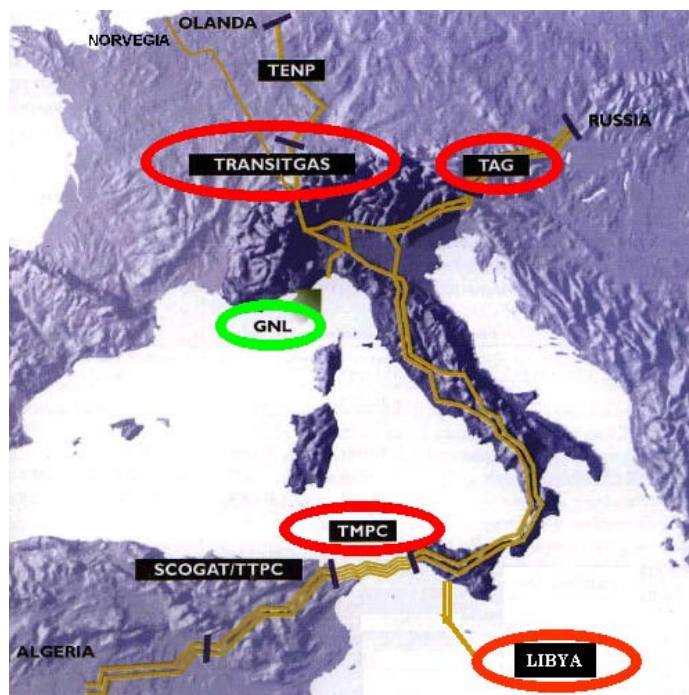 OLANDA
NORVEGIA
TENP
RUSSIA
TRANSITGAS
TAG
GNL
TMPC
SCOGAT/TTPC
ALGERIA
LIBYA